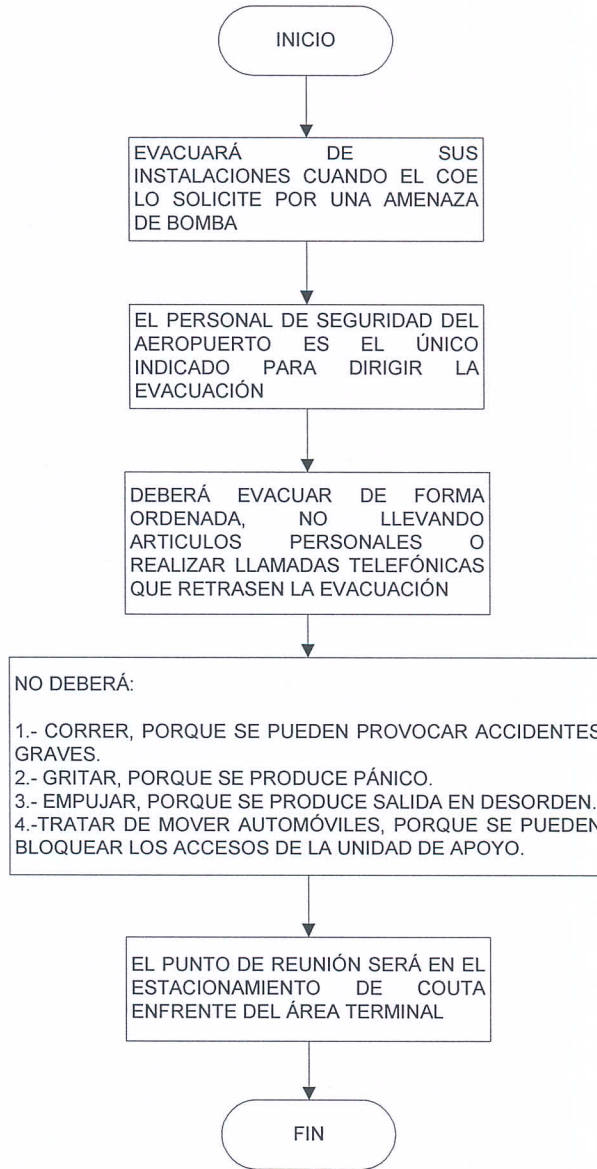 INICIO
EVACUARÁ DE SUS
INSTALACIONES CUANDO EL COE
LO SOLICITE POR UNA AMENAZA
DE BOMBA
EL PERSONAL DE SEGURIDAD DEL
AEROPUERTO ES EL ÚNICO
INDICADO PARA DIRIGIR LA
EVACUACIÓN
DEBERÁ EVACUAR DE FORMA
ORDENADA, NO LLEVANDO
ARTICULOS PERSONALES O
REALIZAR LLAMADAS TELEFÓNICAS
QUE RETRASEN LA EVACUACIÓN
NO DEBERÁ:
1.- CORRER, PORQUE SE PUEDEN PROVOCAR ACCIDENTES
GRAVES.
2.- GRITAR, PORQUE SE PRODUCE PÁNICO.
3.- EMPUJAR, PORQUE SE PRODUCE SALIDA EN DESORDEN.
4.-TRATAR DE MOVER AUTOMÓVILES, PORQUE SE PUEDEN
BLOQUEAR LOS ACCESOS DE LA UNIDAD DE APOYO.
EL PUNTO DE REUNIÓN SERÁ EN EL
ESTACIONAMIENTO DE COUTA
ENFRENTE DEL ÁREA TERMINAL
FIN